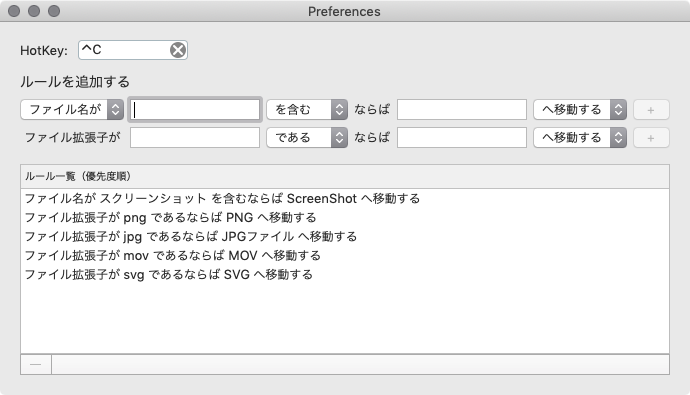 Preferences
HotKey: ^C
ルールを追加する
ファイル名が を含む ならば へ移動する +
ファイル拡張子が である ならば へ移動する +
ルール一覧（優先度順）
ファイル名が スクリーンショット を含むならば ScreenShot へ移動する
ファイル拡張子が png であるならば PNG へ移動する
ファイル拡張子が jpg であるならば JPGファイル へ移動する
ファイル拡張子が mov であるならば MOV へ移動する
ファイル拡張子が svg であるならば SVG へ移動する